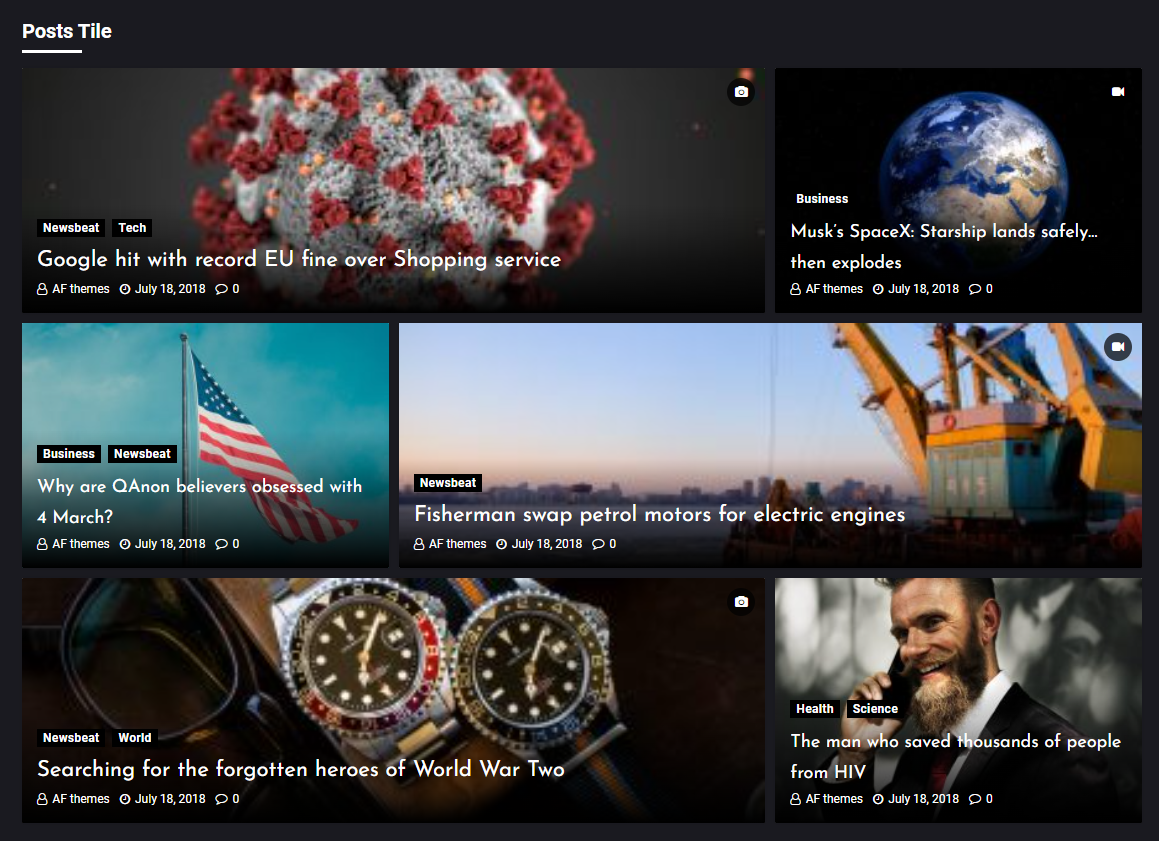 Posts Tile
Newsbeat Tech
Google hit with record EU fine over Shopping service
AF themes July 18, 2018 0
Business
Musk's SpaceX: Starship lands safely…
then explodes
AF themes July 18, 2018 0
Business Newsbeat
Why are QAnon believers obsessed with
4 March?
AF themes July 18, 2018 0
Newsbeat
Fisherman swap petrol motors for electric engines
AF themes July 18, 2018 0
Newsbeat World
Searching for the forgotten heroes of World War Two
AF themes July 18, 2018 0
Health Science
The man who saved thousands of people
from HIV
AF themes July 18, 2018 0